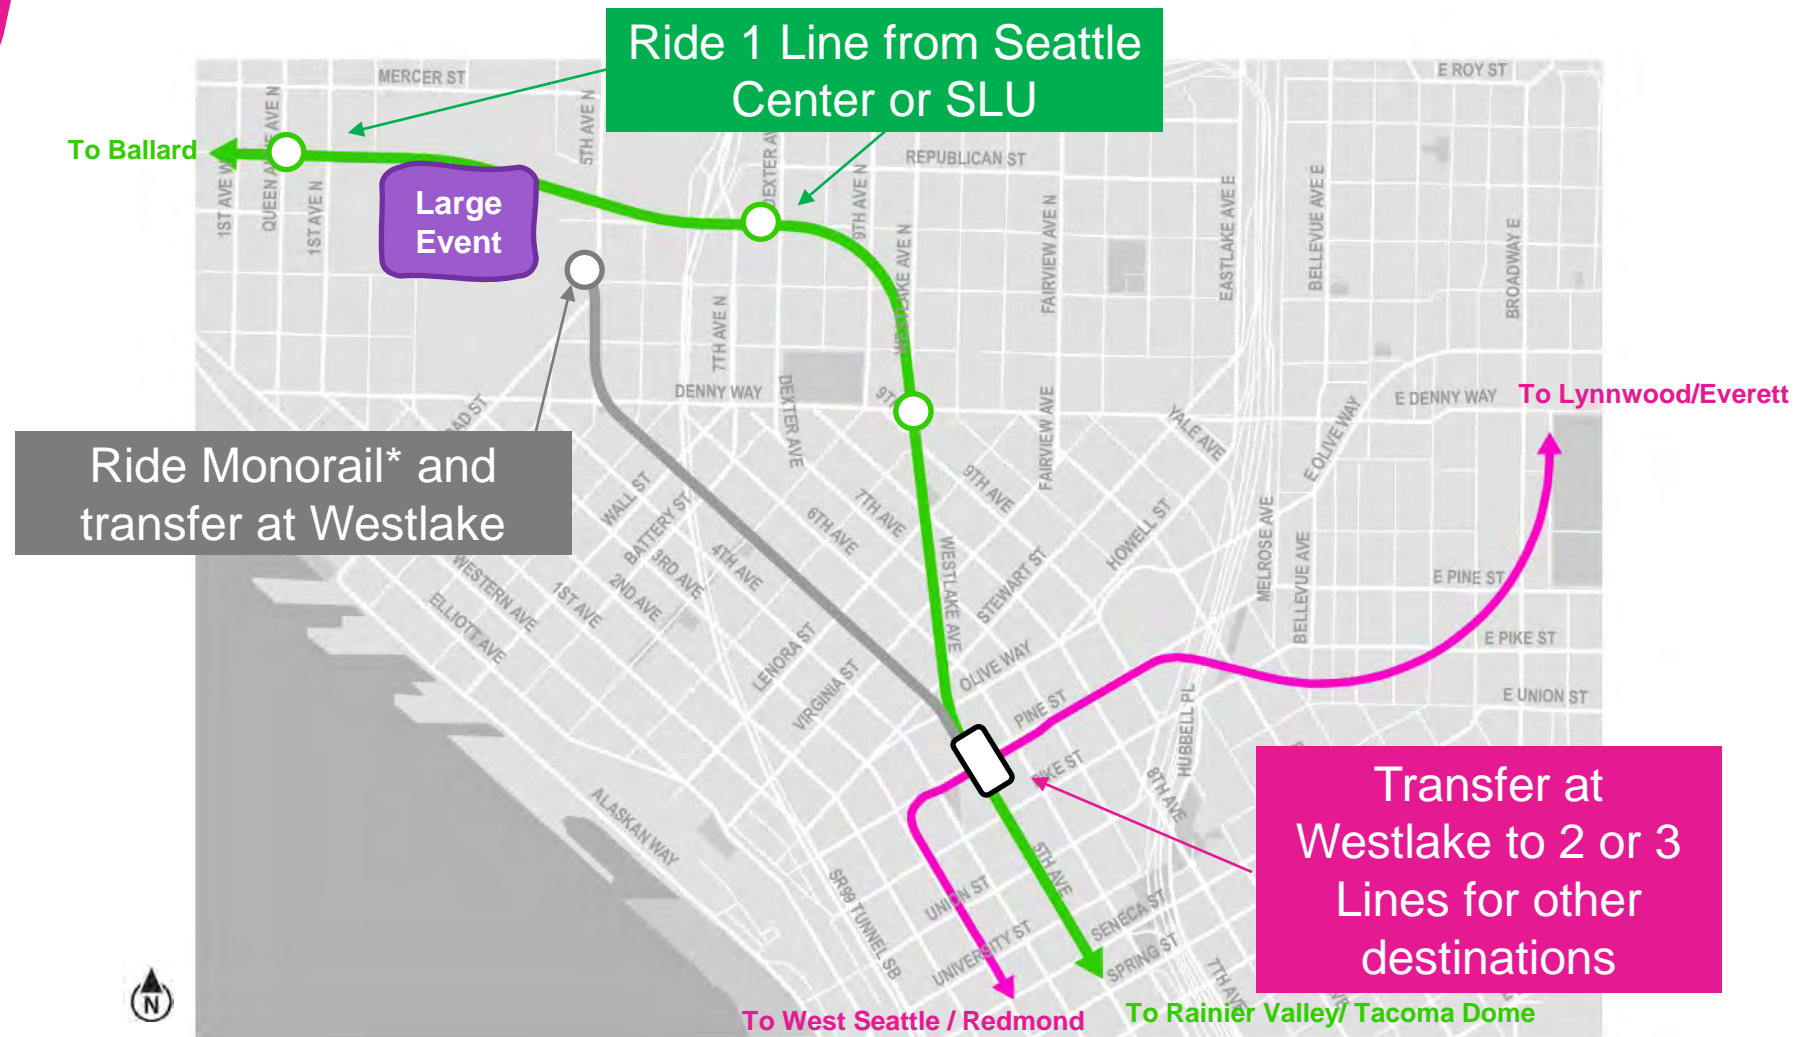 Ride 1 Line from Seattle
Center or SLU
MERCER ST
E ROY ST
To Ballard
1ST AVE W
AVE N
1ST AVE N
5TH AVE N
DEXTER AV
9TH AVE N
REPUBLICAN ST
WESTLAKE AVE N
FAIRVIEW AVE N
EASTLAKE AVE E
BELLEVUE AVE E
BROADWAY E
Large
Event
7TH AVE N
DENNY WAY
DEXTER AVE
FAIRVIEW AVE
YALE AVE
E OLIVE WAY
E DENNY WAY
To Lynnwood/Everett
Ride Monorail* and
transfer at Westlake
WALL ST
BATTERY ST
WESTERN AVE
ELLIOTT AVE
1ST AVE
2ND AVE
3RD AVE
4TH AVE
6TH AVE
7TH AVE
9TH AVE
WESTLAKE AVE
STEWART ST
HOWELL ST
MELROSE AVE
BELLEVUE AVE
E PINE ST
E PIKE ST
E UNION ST
LENORA ST
VIRGINIA ST
OLIVE WAY
PINE ST
HUBBELL PL
8TH AVE
ALASKAN WAY
SR99 TUNNEL SB
UNION ST
UNIVERSITY ST
5TH AVE
SENECA ST
SPRING ST
7TH AVE
Transfer at
Westlake to 2 or 3
Lines for other
destinations
N
To West Seattle / Redmond
To Rainier Valley/ Tacoma Dome